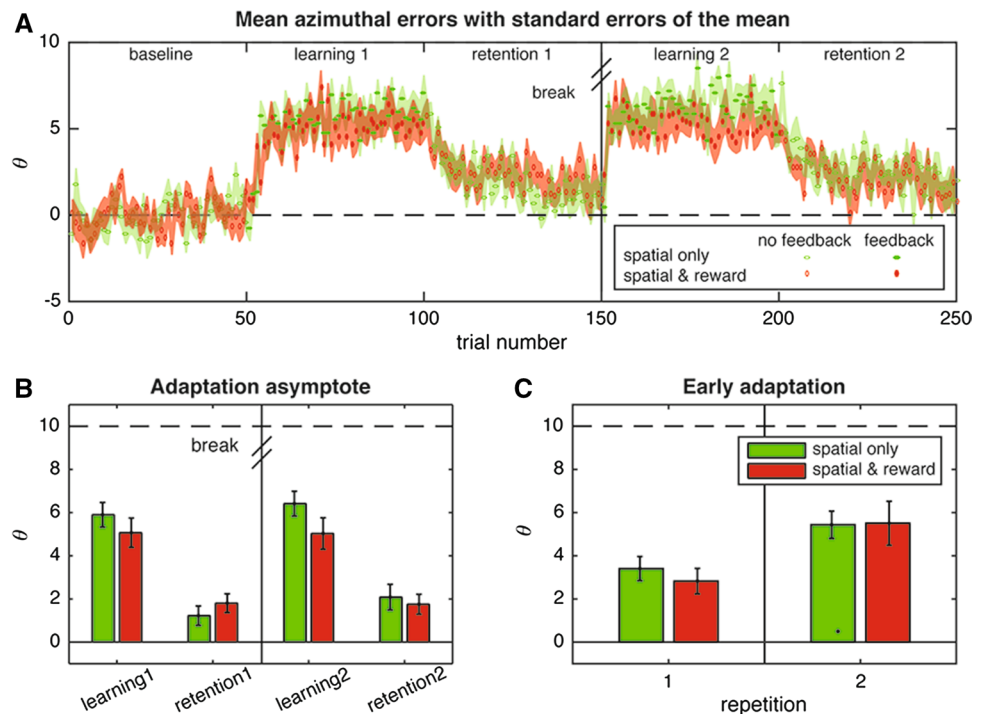 A
Mean azimuthal errors with standard errors of the mean
10
baseline
learning 1
retention 1
learning 2
retention 2
break
5
θ
0
no feedback feedback
spatial only
spatial & reward
-5
0 50 100 150 200 250
trial number
B
Adaptation asymptote
10
break
8
6
θ
4
2
0
learning1 retention1 learning2 retention2
C
Early adaptation
10
spatial only
spatial & reward
8
6
θ
4
2
0
1 2
repetition